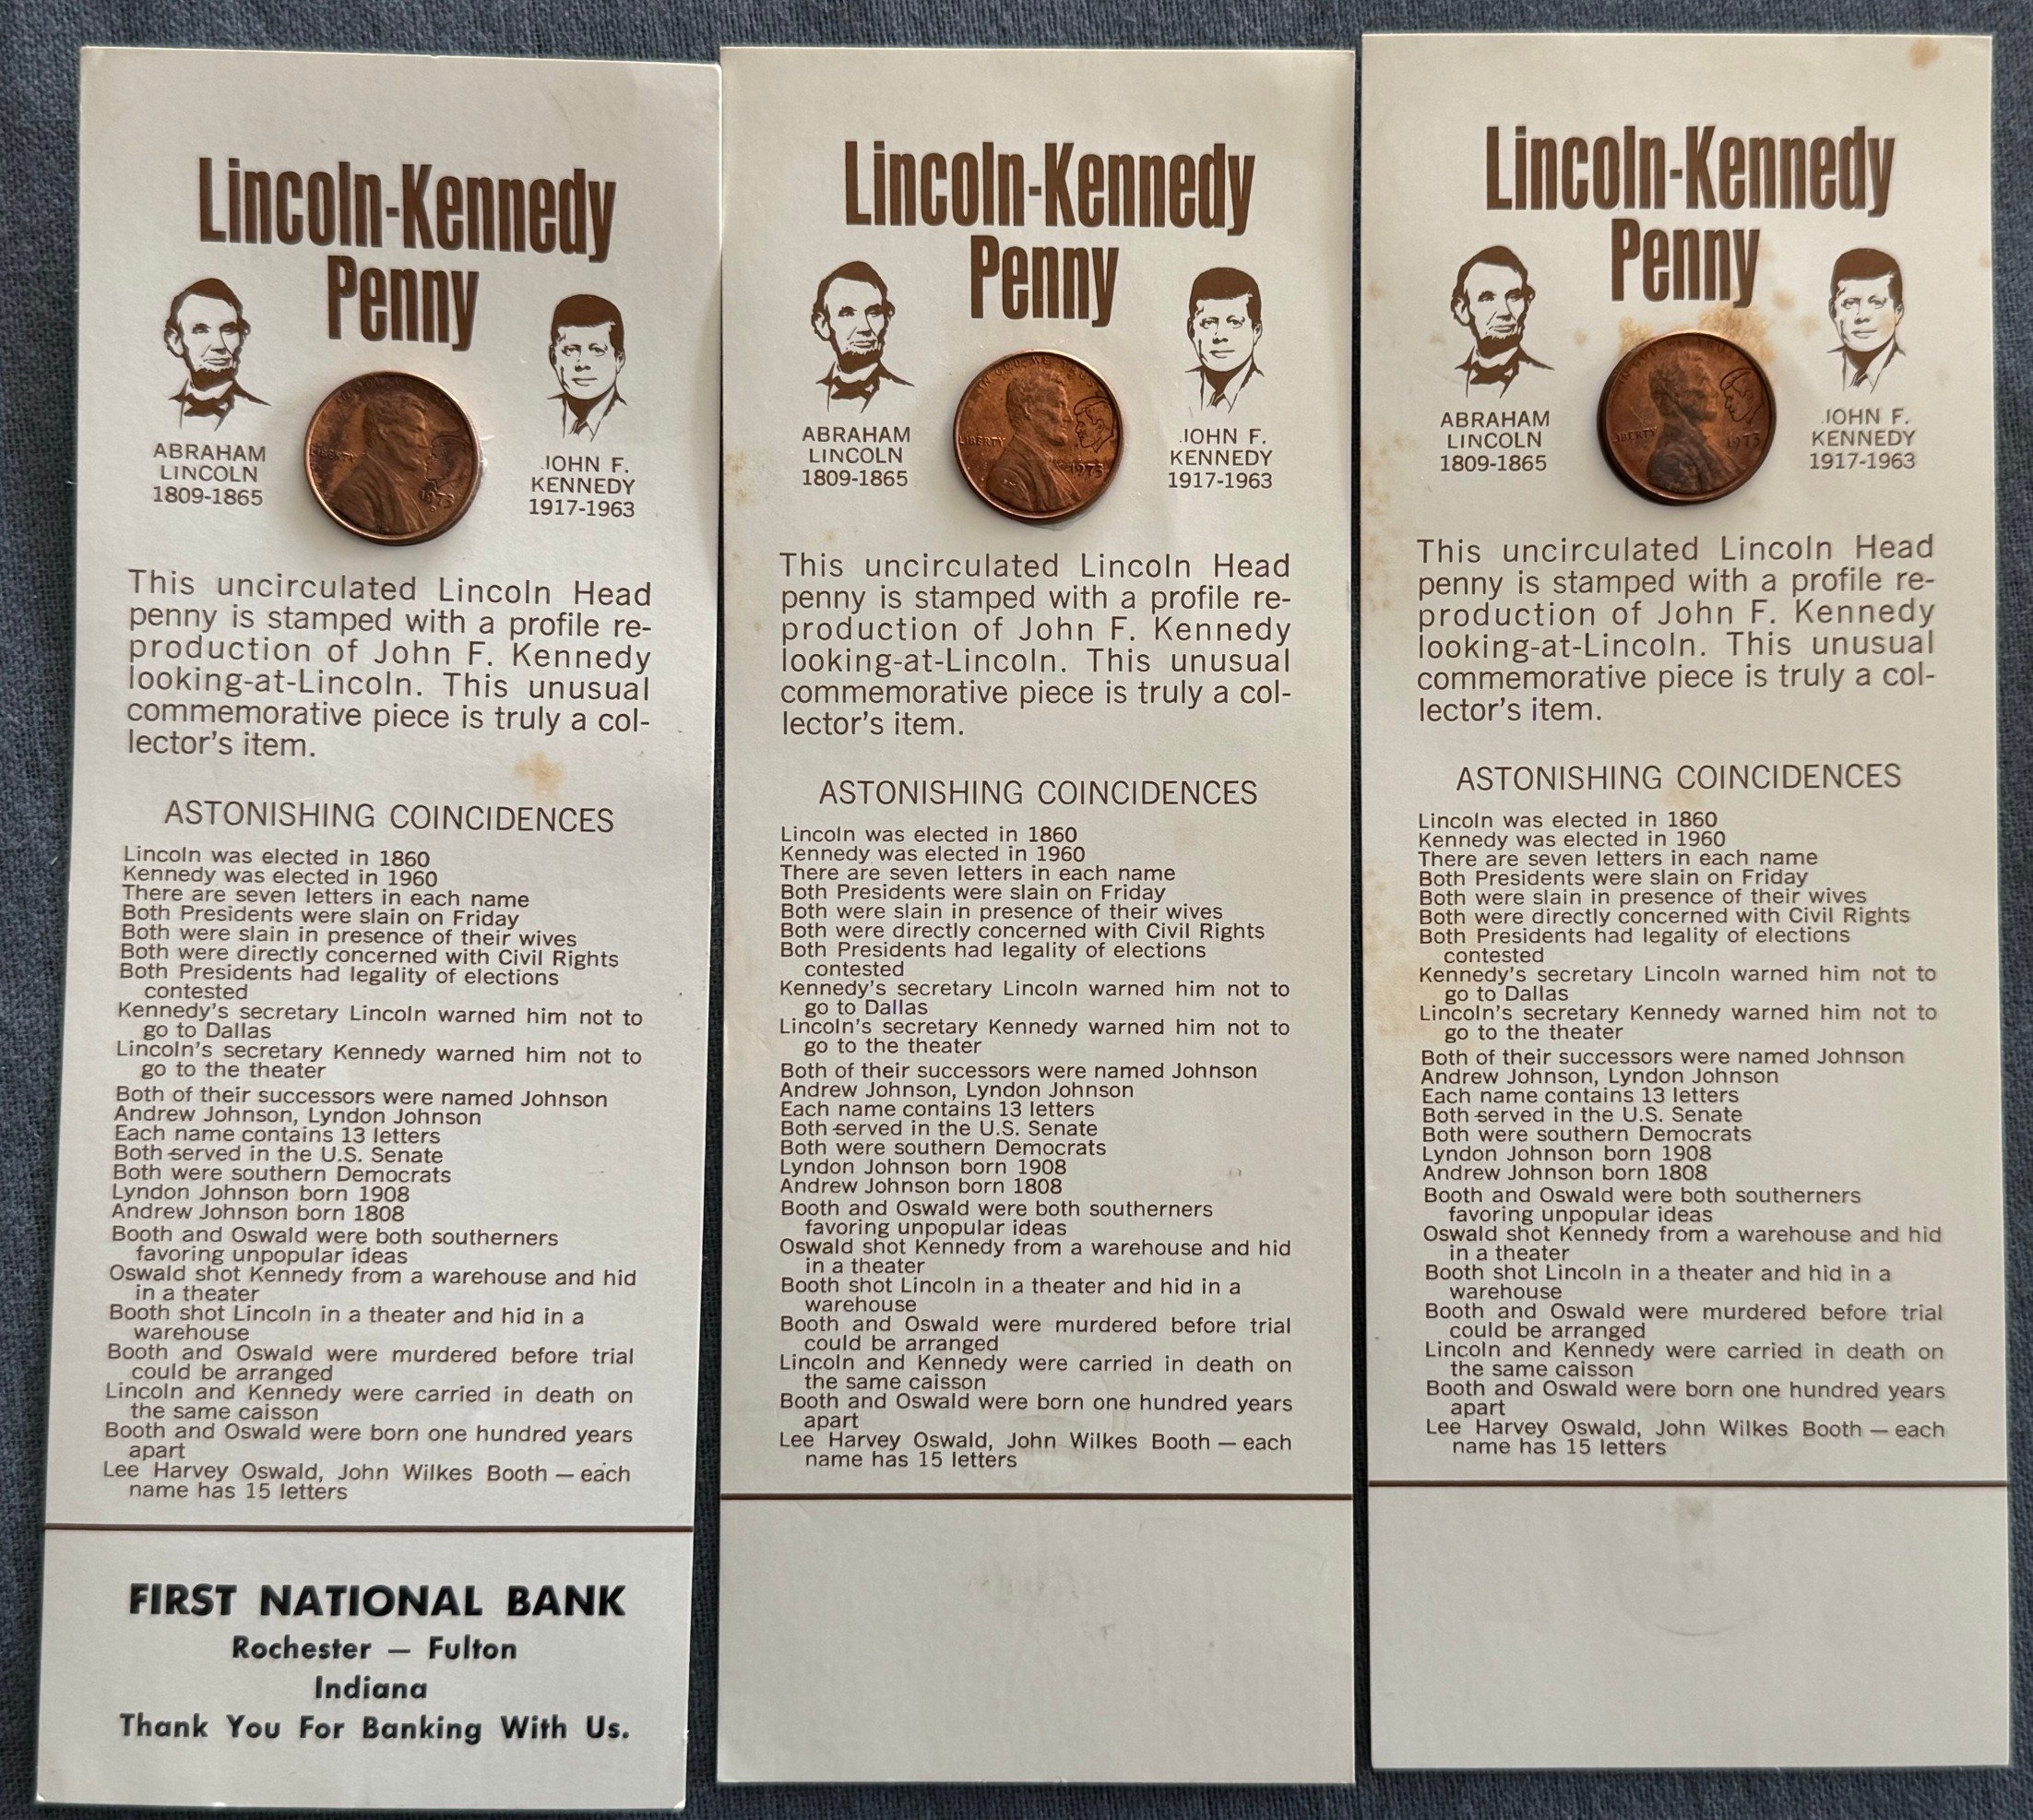 Lincoln-Kennedy
Penny
ABRAHAM
LINCOLN
1809-1865
LIBERTY
1973
JOHN F.
KENNEDY
1917-1963
This uncirculated Lincoln Head
penny is stamped with a profile re-
production of John F. Kennedy
looking-at-Lincoln. This unusual
commemorative piece is truly a col-
lector's item.
ASTONISHING COINCIDENCES
Lincoln was elected in 1860
Kennedy was elected in 1960
There are seven letters in each name
Both Presidents were slain on Friday
Both were slain in presence of their wives
Both were directly concerned with Civil Rights
Both Presidents had legality of elections
contested
Kennedy's secretary Lincoln warned him not to
go to Dallas
Lincoln's secretary Kennedy warned him not to
go to the theater
Both of their successors were named Johnson
Andrew Johnson, Lyndon Johnson
Each name contains 13 letters
Both served in the U.S. Senate
Both were southern Democrats
Lyndon Johnson born 1908
Andrew Johnson born 1808
Booth and Oswald were both southerners
favoring unpopular ideas
Oswald shot Kennedy from a warehouse and hid
in a theater
Booth shot Lincoln in a theater and hid in a
warehouse
Booth and Oswald were murdered before trial
could be arranged
Lincoln and Kennedy were carried in death on
the same caisson
Booth and Oswald were born one hundred years
apart
Lee Harvey Oswald, John Wilkes Booth — each
name has 15 letters
FIRST NATIONAL BANK
Rochester — Fulton
Indiana
Thank You For Banking With Us.
Lincoln-Kennedy
Penny
ABRAHAM
LINCOLN
1809-1865
IN GOD WE TRUST
LIBERTY
1973
JOHN F.
KENNEDY
1917-1963
This uncirculated Lincoln Head
penny is stamped with a profile re-
production of John F. Kennedy
looking-at-Lincoln. This unusual
commemorative piece is truly a col-
lector's item.
ASTONISHING COINCIDENCES
Lincoln was elected in 1860
Kennedy was elected in 1960
There are seven letters in each name
Both Presidents were slain on Friday
Both were slain in presence of their wives
Both were directly concerned with Civil Rights
Both Presidents had legality of elections
contested
Kennedy's secretary Lincoln warned him not to
go to Dallas
Lincoln's secretary Kennedy warned him not to
go to the theater
Both of their successors were named Johnson
Andrew Johnson, Lyndon Johnson
Each name contains 13 letters
Both served in the U.S. Senate
Both were southern Democrats
Lyndon Johnson born 1908
Andrew Johnson born 1808
Booth and Oswald were both southerners
favoring unpopular ideas
Oswald shot Kennedy from a warehouse and hid
in a theater
Booth shot Lincoln in a theater and hid in a
warehouse
Booth and Oswald were murdered before trial
could be arranged
Lincoln and Kennedy were carried in death on
the same caisson
Booth and Oswald were born one hundred years
apart
Lee Harvey Oswald, John Wilkes Booth — each
name has 15 letters
Lincoln-Kennedy
Penny
ABRAHAM
LINCOLN
1809-1865
LIBERTY
1973
JOHN F.
KENNEDY
1917-1963
This uncirculated Lincoln Head
penny is stamped with a profile re-
production of John F. Kennedy
looking-at-Lincoln. This unusual
commemorative piece is truly a col-
lector's item.
ASTONISHING COINCIDENCES
Lincoln was elected in 1860
Kennedy was elected in 1960
There are seven letters in each name
Both Presidents were slain on Friday
Both were slain in presence of their wives
Both were directly concerned with Civil Rights
Both Presidents had legality of elections
contested
Kennedy's secretary Lincoln warned him not to
go to Dallas
Lincoln's secretary Kennedy warned him not to
go to the theater
Both of their successors were named Johnson
Andrew Johnson, Lyndon Johnson
Each name contains 13 letters
Both served in the U.S. Senate
Both were southern Democrats
Lyndon Johnson born 1908
Andrew Johnson born 1808
Booth and Oswald were both southerners
favoring unpopular ideas
Oswald shot Kennedy from a warehouse and hid
in a theater
Booth shot Lincoln in a theater and hid in a
warehouse
Booth and Oswald were murdered before trial
could be arranged
Lincoln and Kennedy were carried in death on
the same caisson
Booth and Oswald were born one hundred years
apart
Lee Harvey Oswald, John Wilkes Booth — each
name has 15 letters